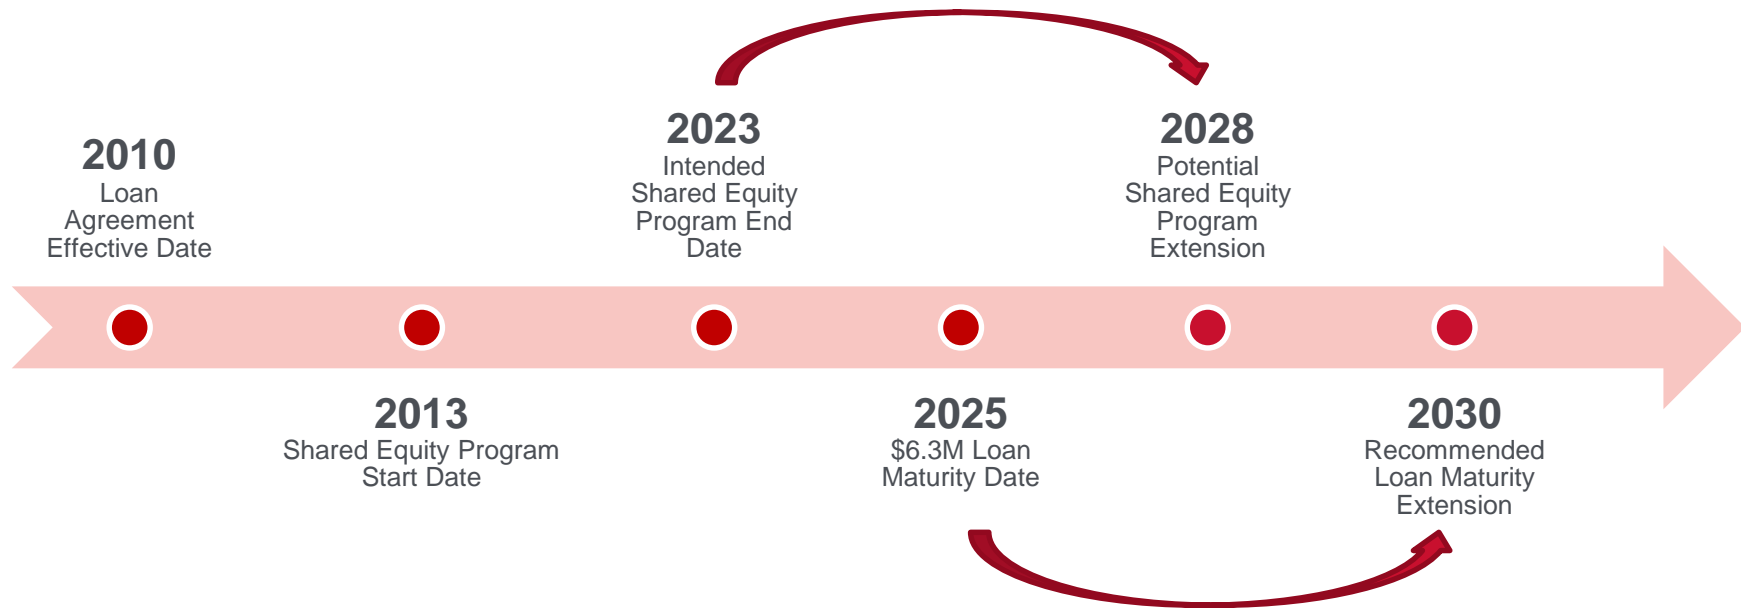 2010
Loan
Agreement
Effective Date
2013
Shared Equity Program
Start Date
2023
Intended
Shared Equity
Program End
Date
2025
$6.3M Loan
Maturity Date
2028
Potential
Shared Equity
Program
Extension
2030
Recommended
Loan Maturity
Extension